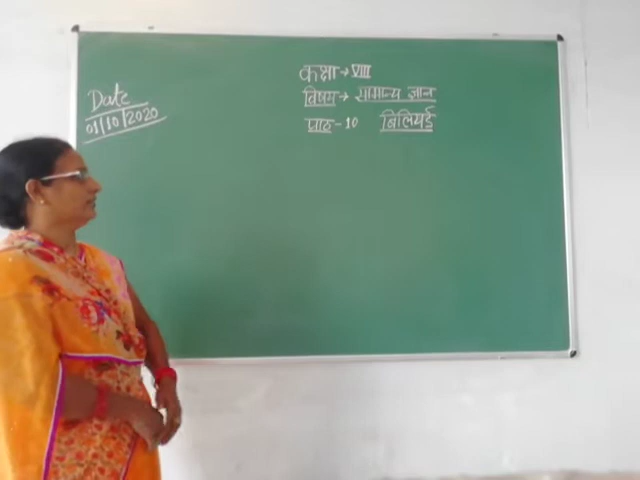 Date
01/10/2020
कक्षा → VIII
विषय → सामान्य ज्ञान
पाठ - 10 बिलियर्ड